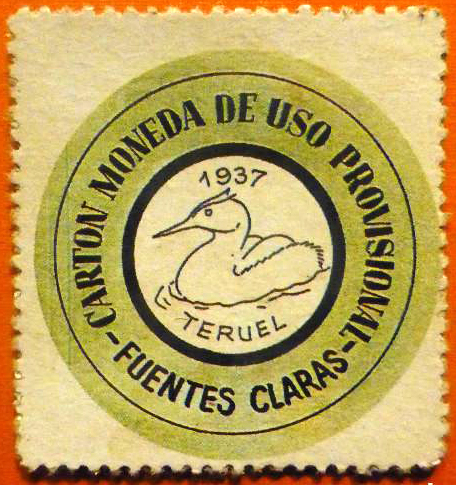 CARTON MONEDA DE USO PROVISIONAL
-FUENTES CLARAS-
1937
TERUEL